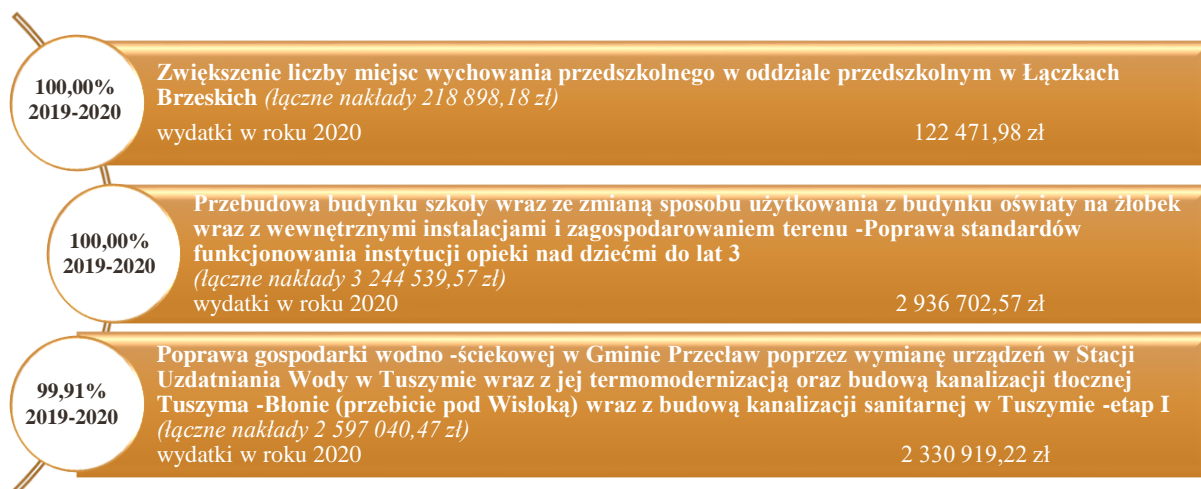 100,00%
2019-2020
Zwiększenie liczby miejsc wychowania przedszkolnego w oddziale przedszkolnym w Łączkach
Brzeskich (łączne nakłady 218 898,18 zł)
wydatki w roku 2020 122 471,98 zł
100,00%
2019-2020
Przebudowa budynku szkoły wraz ze zmianą sposobu użytkowania z budynku oświaty na żłobek
wraz z wewnętrznymi instalacjami i zagospodarowaniem terenu -Poprawa standardów
funkcjonowania instytucji opieki nad dziećmi do lat 3
(łączne nakłady 3 244 539,57 zł)
wydatki w roku 2020 2 936 702,57 zł
99,91%
2019-2020
Poprawa gospodarki wodno -ściekowej w Gminie Przecław poprzez wymianę urządzeń w Stacji
Uzdatniania Wody w Tuszymie wraz z jej termomodernizacją oraz budową kanalizacji tłocznej
Tuszyma -Błonie (przebicie pod Wisłoką) wraz z budową kanalizacji sanitarnej w Tuszymie -etap I
(łączne nakłady 2 597 040,47 zł)
wydatki w roku 2020 2 330 919,22 zł